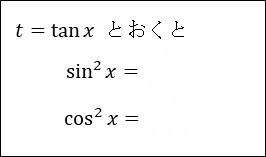 t = tan x とおくと
sin² x =
cos² x =